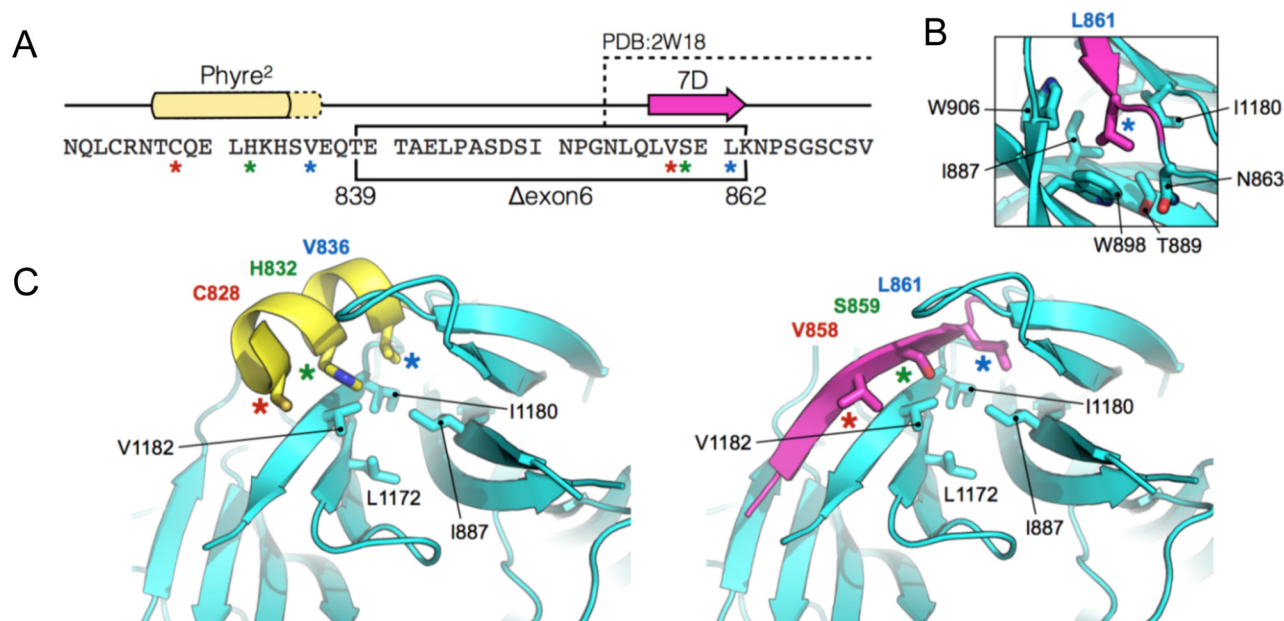 A
PDB:2W18
Phyre²
7D
NQLCRNTCQE LHKHSVEQTE TAELPASDSI NPGNLQLVSE LKNPSGSCSV
* * * * * *
839 Δexon6 862
B
L861
W906
I1180
*
I887
N863
W898 T889
C
V836
H832
C828
*
*
*
I1180
V1182
L1172
I887
L861
S859
V858
*
*
*
I1180
V1182
L1172
I887